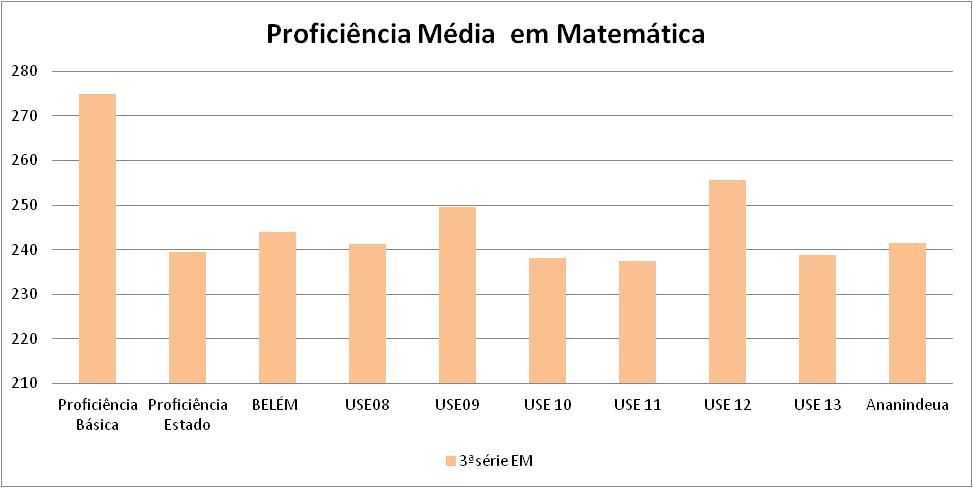 Proficiência Média  em Matemática
280
270
260
250
240
230
220
210
Proficiência
Básica
Proficiência
Estado
BELÉM
USE08
USE09
USE 10
USE 11
USE 12
USE 13
Ananindeua
3ªsérie EM